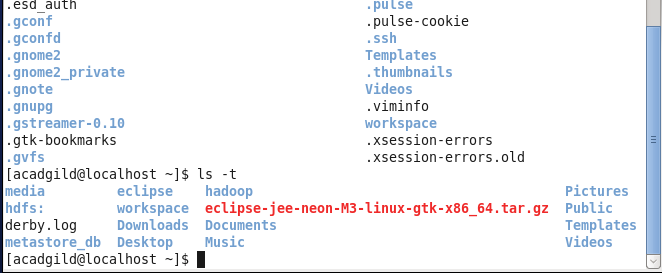 .esd_auth .pulse
.gconf .pulse-cookie
.gconfd .ssh
.gnome2 Templates
.gnome2_private .thumbnails
.gnote Videos
.gnupg .viminfo
.gstreamer-0.10 workspace
.gtk-bookmarks .xsession-errors
.gvfs .xsession-errors.old
[acadgild@localhost ~]$ ls -t
media eclipse hadoop Pictures
hdfs: workspace eclipse-jee-neon-M3-linux-gtk-x86_64.tar.gz Public
derby.log Downloads Documents Templates
metastore_db Desktop Music Videos
[acadgild@localhost ~]$